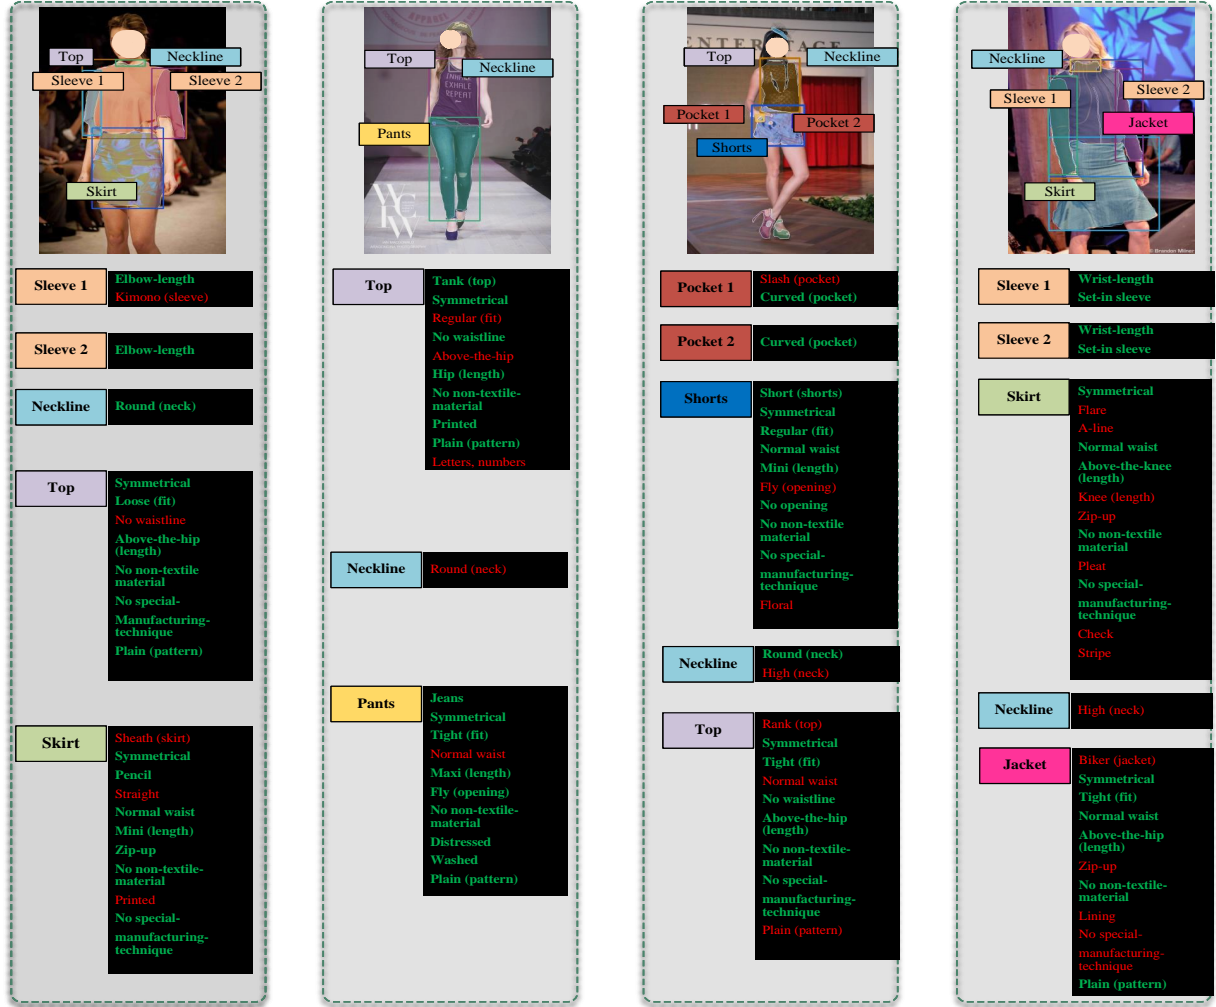 Top
Neckline
Sleeve 1
Sleeve 2
Skirt
Sleeve 1
Elbow-length
Kimono (sleeve)
Sleeve 2
Elbow-length
Neckline
Round (neck)
Top
Symmetrical
Loose (fit)
No waistline
Above-the-hip
(length)
No non-textile
material
No special-
Manufacturing-
technique
Plain (pattern)
Skirt
Sheath (skirt)
Symmetrical
Pencil
Straight
Normal waist
Mini (length)
Zip-up
No non-textile-
material
Printed
No special-
manufacturing-
technique
Top
Neckline
INHALE
EXHALE
REPEAT
Pants
Top
Tank (top)
Symmetrical
Regular (fit)
No waistline
Above-the-hip
Hip (length)
No non-textile-
material
Printed
Plain (pattern)
Letters, numbers
Neckline
Round (neck)
Pants
Jeans
Symmetrical
Tight (fit)
Normal waist
Maxi (length)
Fly (opening)
No non-textile-
material
Distressed
Washed
Plain (pattern)
Top
Neckline
Pocket 1
Pocket 2
Shorts
Pocket 1
Slash (pocket)
Curved (pocket)
Pocket 2
Curved (pocket)
Shorts
Short (shorts)
Symmetrical
Regular (fit)
Normal waist
Mini (length)
Fly (opening)
No opening
No non-textile
material
No special-
manufacturing-
technique
Floral
Neckline
Round (neck)
High (neck)
Top
Rank (top)
Symmetrical
Tight (fit)
Normal waist
No waistline
Above-the-hip
(length)
No non-textile-
material
No special-
manufacturing-
technique
Plain (pattern)
Neckline
Sleeve 1
Sleeve 2
Jacket
Skirt
© Brandon Milner
Sleeve 1
Wrist-length
Set-in sleeve
Sleeve 2
Wrist-length
Set-in sleeve
Skirt
Symmetrical
Flare
A-line
Normal waist
Above-the-knee
(length)
Knee (length)
Zip-up
No non-textile
material
Pleat
No special-
manufacturing-
technique
Check
Stripe
Neckline
High (neck)
Jacket
Biker (jacket)
Symmetrical
Tight (fit)
Normal waist
Above-the-hip
(length)
Zip-up
No non-textile-
material
Lining
No special-
manufacturing-
technique
Plain (pattern)